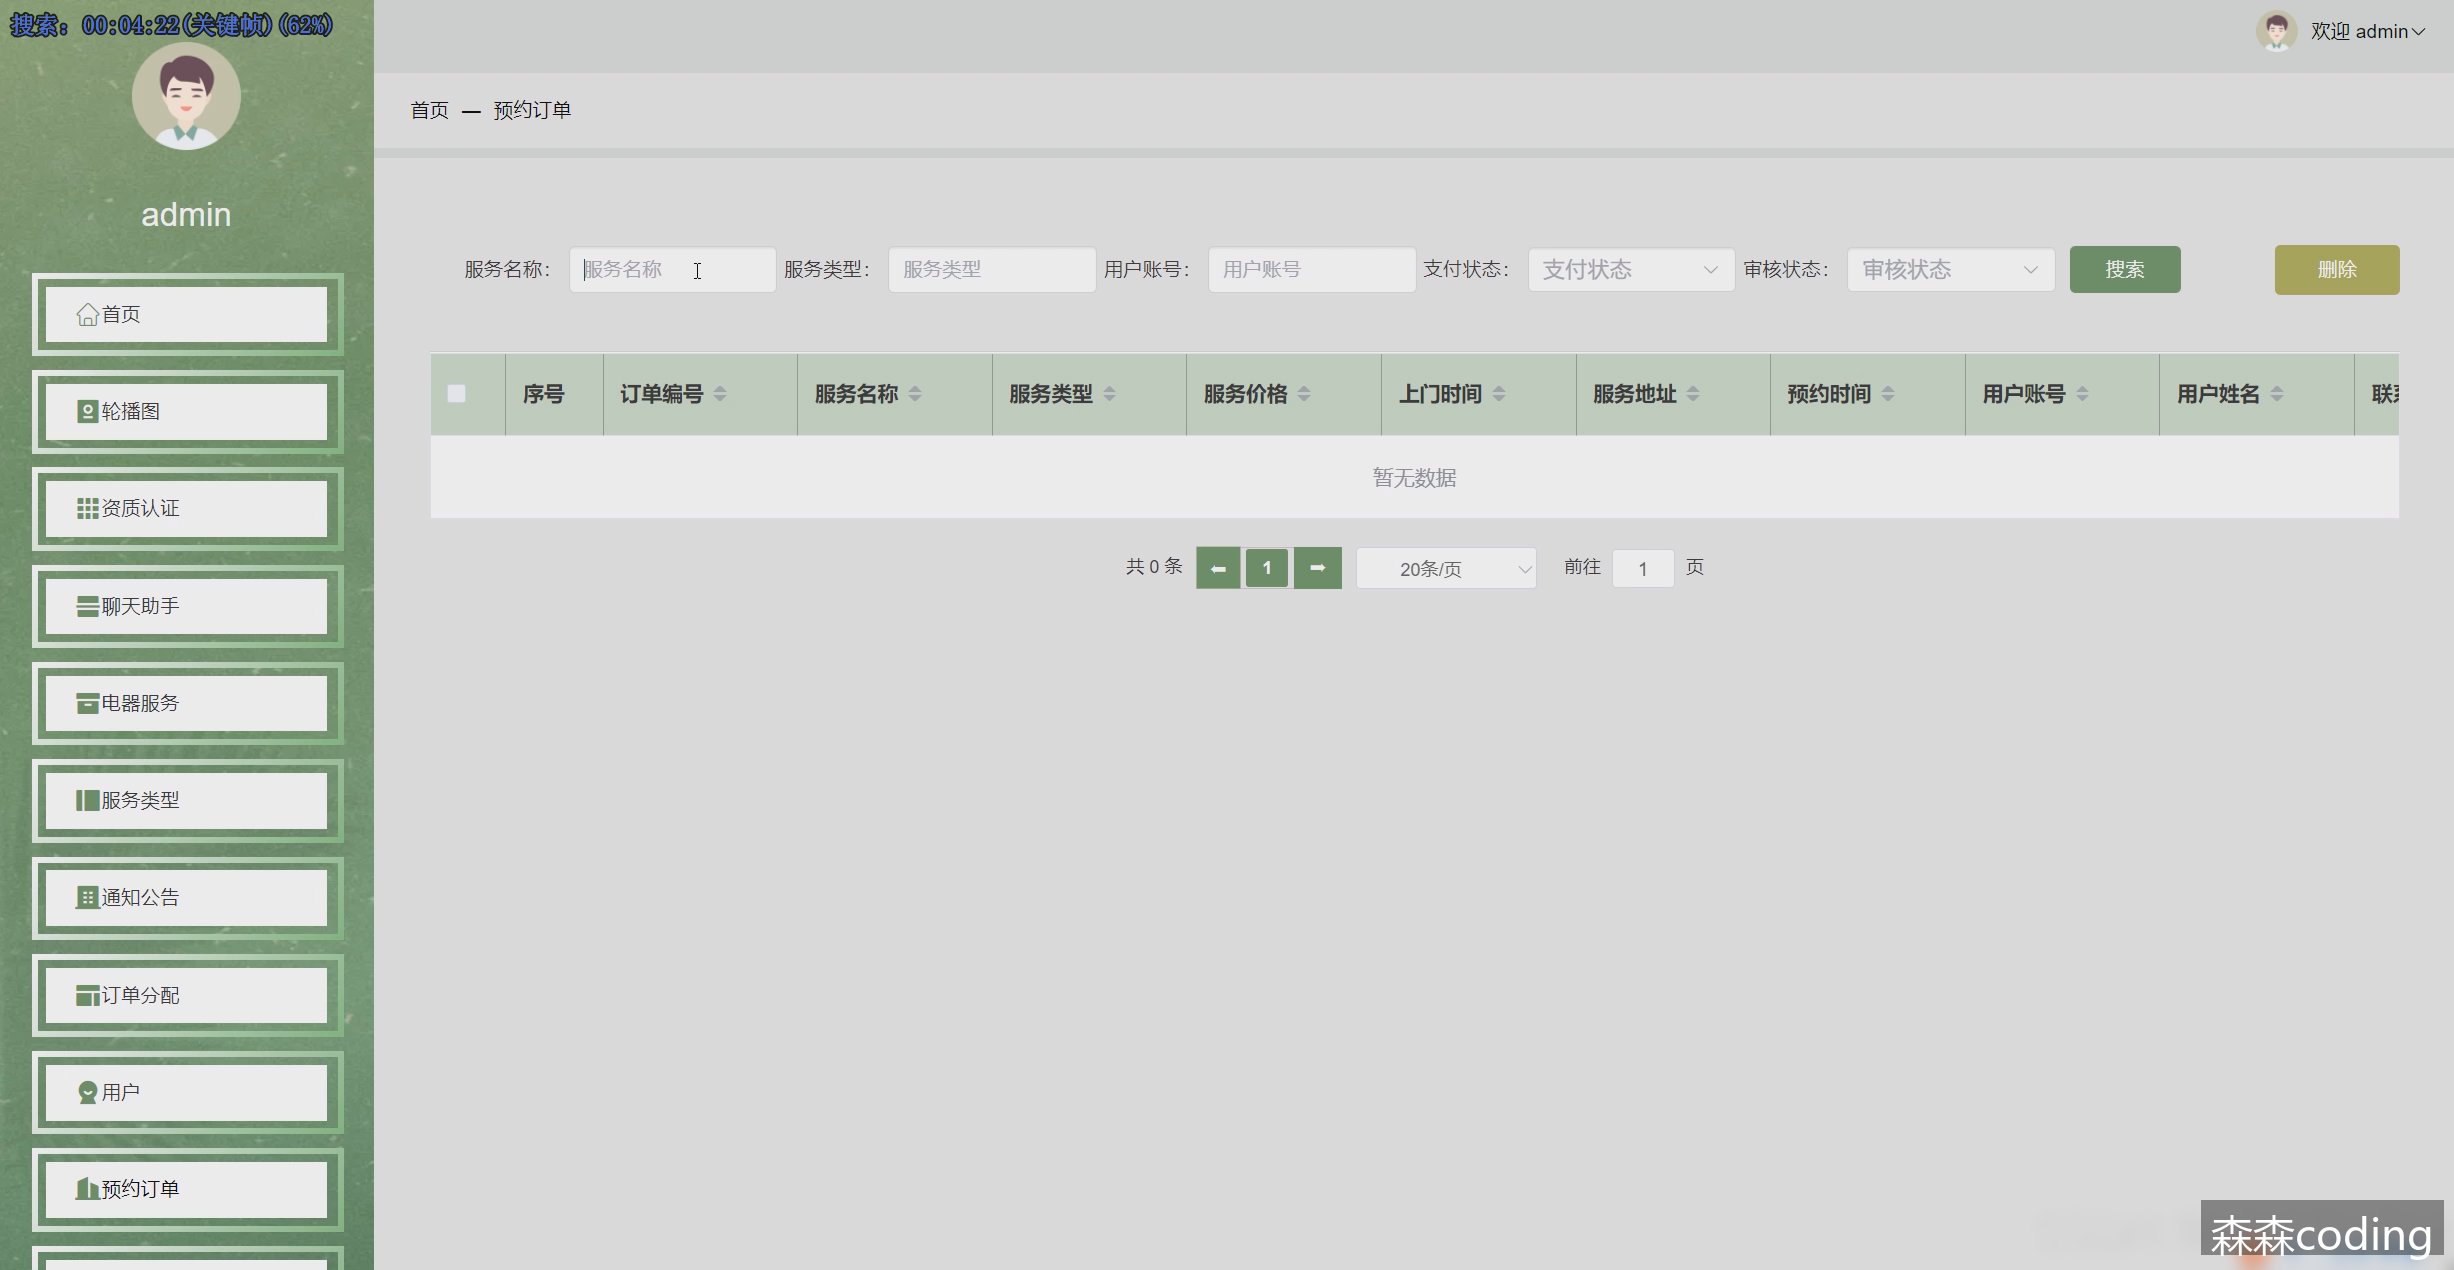 搜索: 00:04:22(关键帧)(62%)
欢迎 admin
首页 — 预约订单
admin
服务名称: 服务名称 服务类型: 服务类型 用户账号: 用户账号 支付状态: 支付状态 审核状态: 审核状态 搜索 删除
首页
轮播图
资质认证
聊天助手
电器服务
服务类型
通知公告
订单分配
用户
预约订单
序号 订单编号 服务名称 服务类型 服务价格 上门时间 服务地址 预约时间 用户账号 用户姓名
暂无数据
共 0 条 1 20条/页 前往 1 页
森森coding